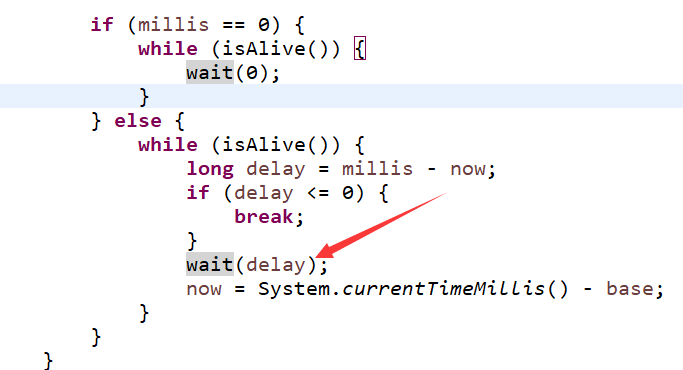 if (millis == 0) {
while (isAlive()) {
wait(0);
}
} else {
while (isAlive()) {
long delay = millis - now;
if (delay <= 0) {
break;
}
wait(delay);
now = System.currentTimeMillis() - base;
}
}
}